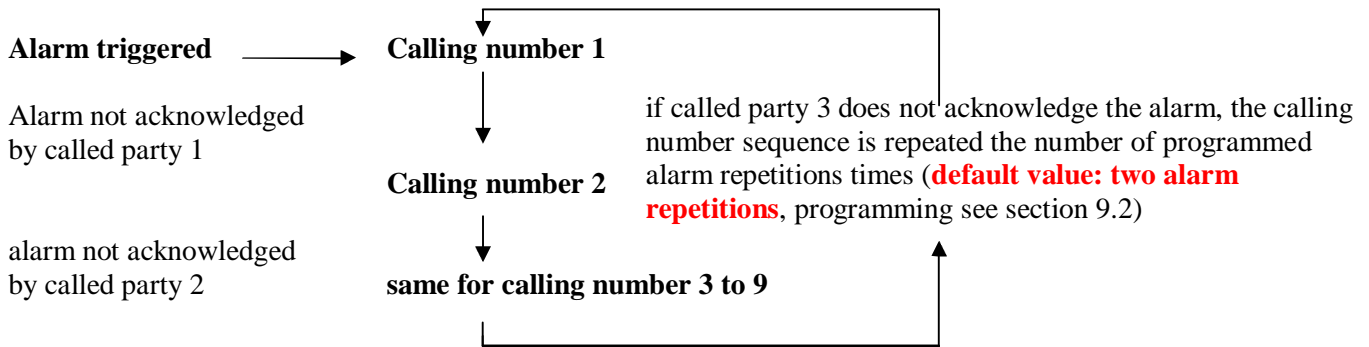 Alarm triggered
Calling number 1
Alarm not acknowledged
by called party 1
if called party 3 does not acknowledge the alarm, the calling
number sequence is repeated the number of programmed
alarm repetitions times (default value: two alarm
repetitions, programming see section 9.2)
Calling number 2
alarm not acknowledged
by called party 2
same for calling number 3 to 9